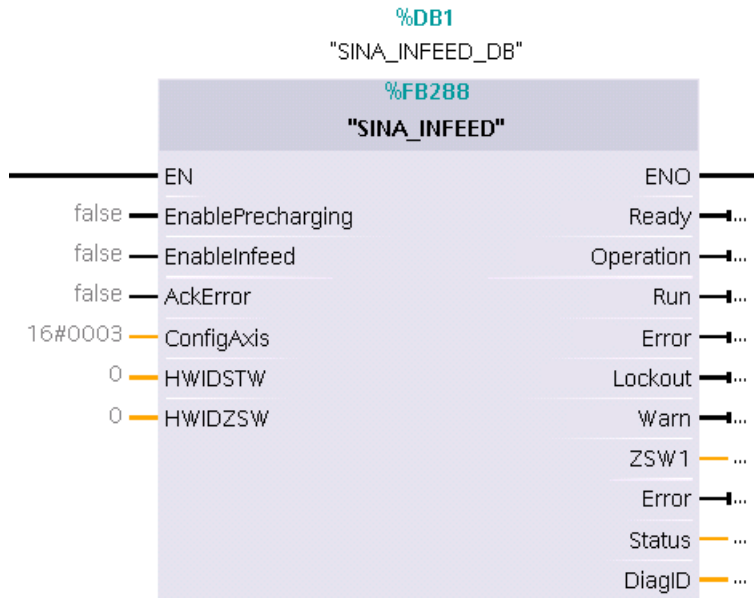 %DB1
"SINA_INFEED_DB"
%FB288
"SINA_INFEED"
EN ENO
false EnablePrecharging Ready ...
false EnableInfeed Operation ...
false AckError Run ...
16#0003 ConfigAxis Error ...
0 HWIDSTW Lockout ...
0 HWIDZSW Warn ...
ZSW1 ...
Error ...
Status ...
DiagID ...